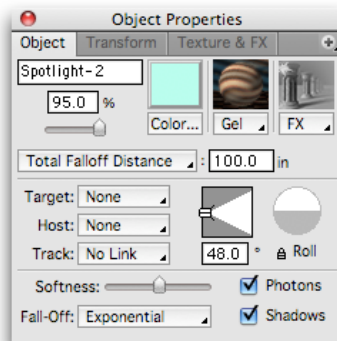 Object Properties
Object Transform Texture & FX
Spotlight-2
95.0 %
Color... Gel FX
Total Falloff Distance : 100.0 in
Target: None
Host: None
Track: No Link 48.0 ° Roll
Softness: Photons
Fall-Off: Exponential Shadows